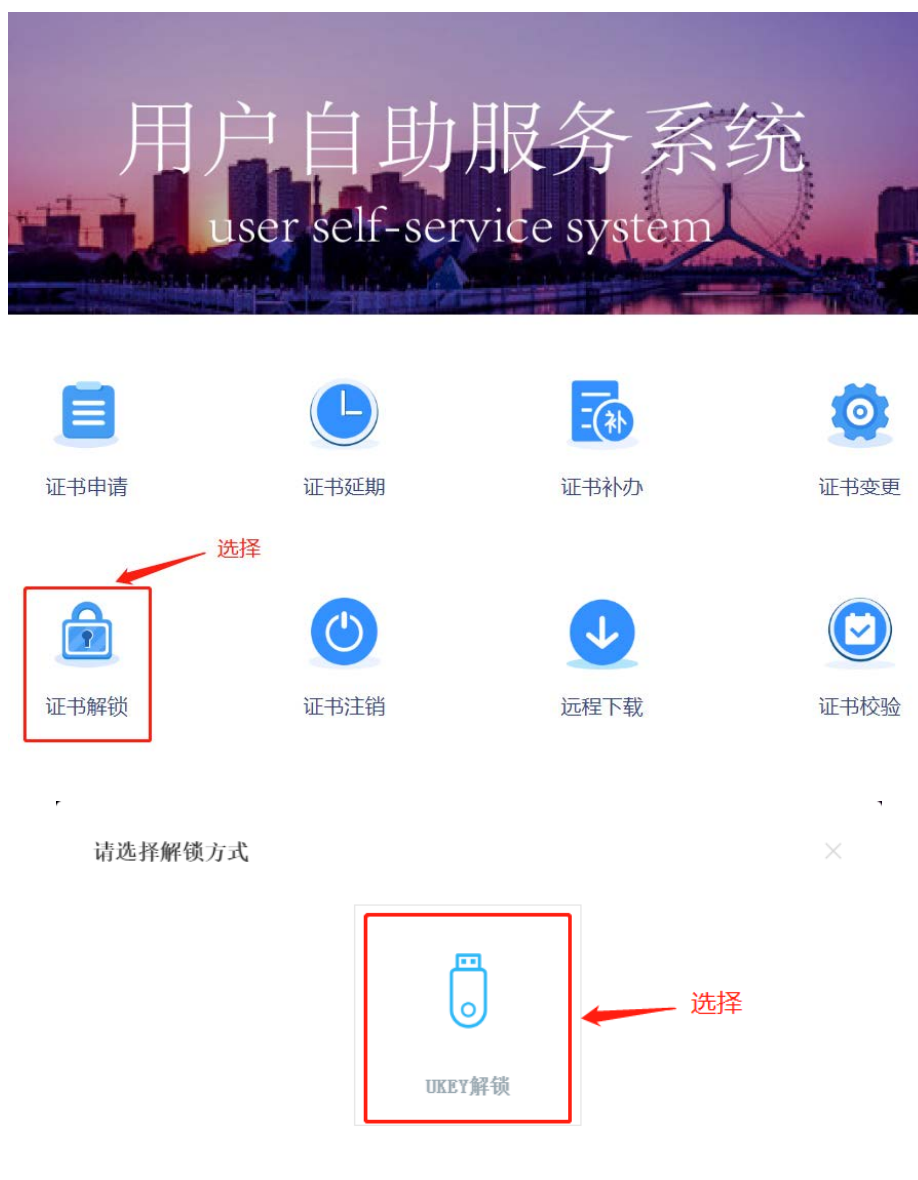 用户自助服务系统
user self-service system
证书申请
证书延期
证书补办
补
证书变更
选择
证书解锁
证书注销
远程下载
证书校验
请选择解锁方式
选择
UKEY解锁